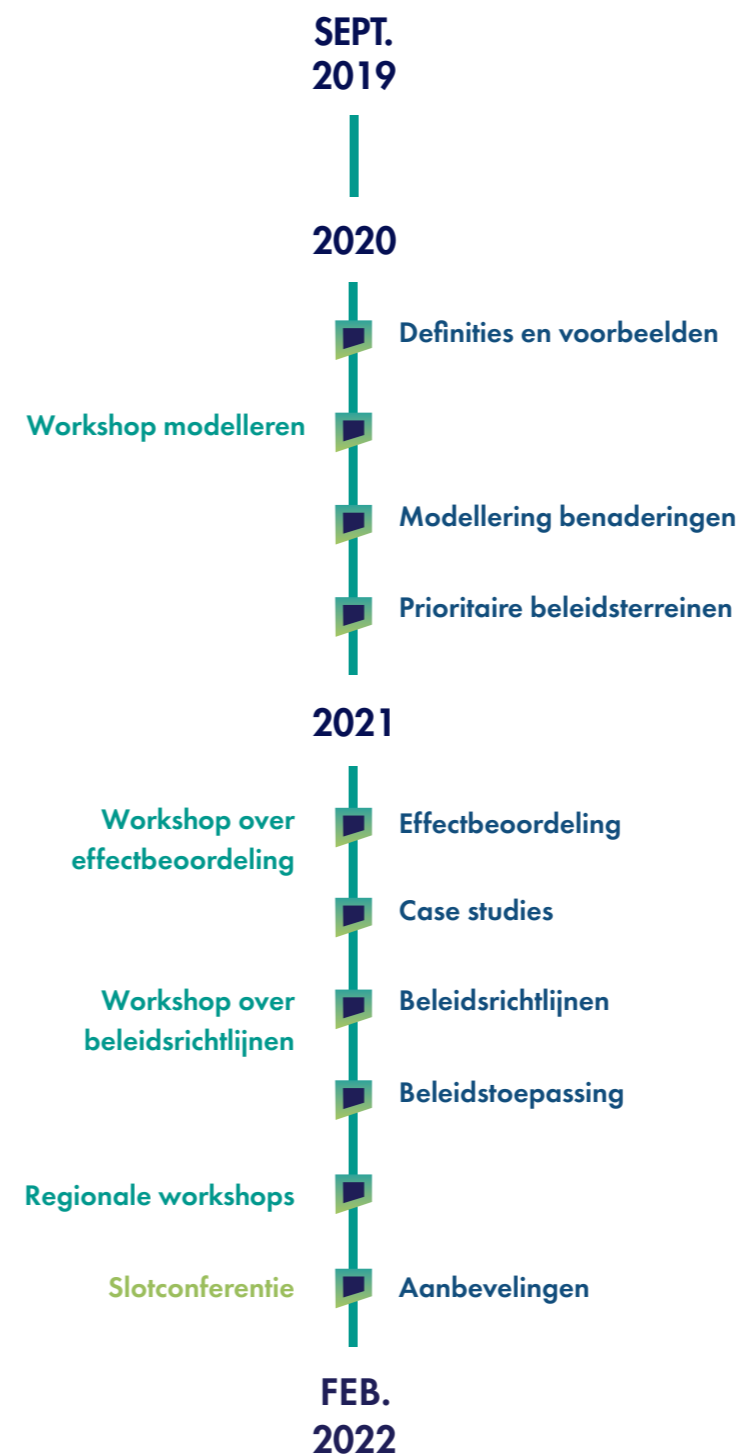 SEPT.
2019
2020
Definities en voorbeelden
Workshop modelleren
Modellering benaderingen
Prioritaire beleidsterreinen
2021
Workshop over
effectbeoordeling
Effectbeoordeling
Case studies
Workshop over
beleidsrichtlijnen
Beleidsrichtlijnen
Beleidstoepassing
Regionale workshops
Slotconferentie
Aanbevelingen
FEB.
2022